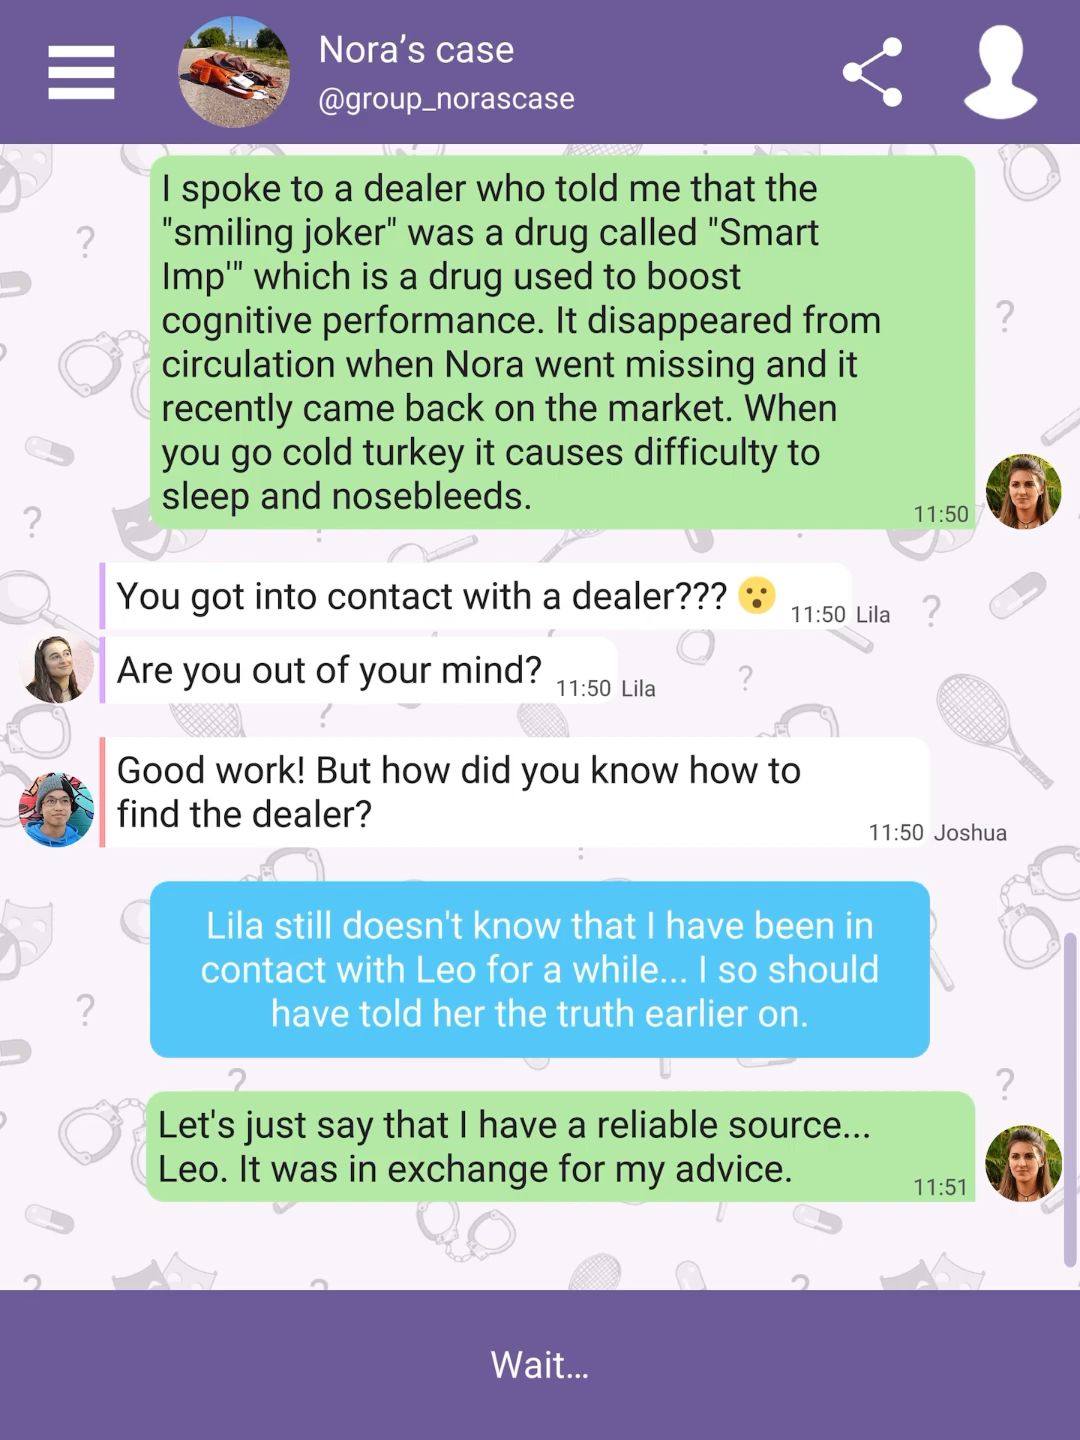 Nora’s case
@group_norascase
I spoke to a dealer who told me that the
"smiling joker" was a drug called "Smart
Imp'" which is a drug used to boost
cognitive performance. It disappeared from
circulation when Nora went missing and it
recently came back on the market. When
you go cold turkey it causes difficulty to
sleep and nosebleeds.
11:50
You got into contact with a dealer??? 😮
11:50 Lila
Are you out of your mind?
11:50 Lila
Good work! But how did you know how to
find the dealer?
11:50 Joshua
Lila still doesn't know that I have been in
contact with Leo for a while... I so should
have told her the truth earlier on.
Let's just say that I have a reliable source...
Leo. It was in exchange for my advice.
11:51
Wait...